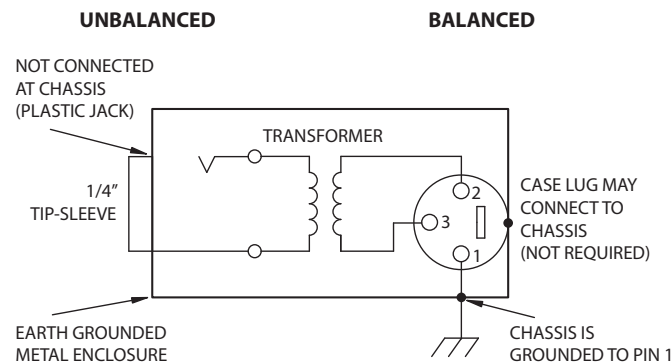 UNBALANCED
BALANCED
NOT CONNECTED
AT CHASSIS
(PLASTIC JACK)
TRANSFORMER
1/4”
TIP-SLEEVE
2
3
1
CASE LUG MAY
CONNECT TO
CHASSIS
(NOT REQUIRED)
EARTH GROUNDED
METAL ENCLOSURE
CHASSIS IS
GROUNDED TO PIN 1